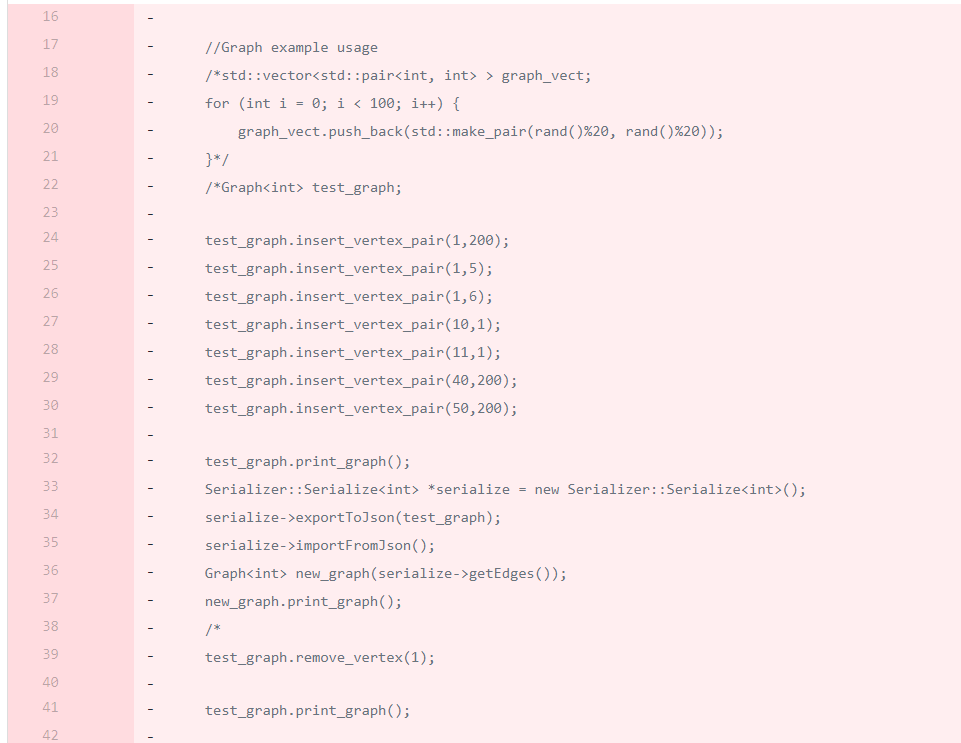 16 -
17 - //Graph example usage
18 - /*std::vector<std::pair<int, int> > graph_vect;
19 - for (int i = 0; i < 100; i++) {
20 - graph_vect.push_back(std::make_pair(rand()%20, rand()%20));
21 - }*/
22 - /*Graph<int> test_graph;
23 -
24 - test_graph.insert_vertex_pair(1,200);
25 - test_graph.insert_vertex_pair(1,5);
26 - test_graph.insert_vertex_pair(1,6);
27 - test_graph.insert_vertex_pair(10,1);
28 - test_graph.insert_vertex_pair(11,1);
29 - test_graph.insert_vertex_pair(40,200);
30 - test_graph.insert_vertex_pair(50,200);
31 -
32 - test_graph.print_graph();
33 - Serializer::Serialize<int> *serialize = new Serializer::Serialize<int>();
34 - serialize->exportToJson(test_graph);
35 - serialize->importFromJson();
36 - Graph<int> new_graph(serialize->getEdges());
37 - new_graph.print_graph();
38 - /*
39 - test_graph.remove_vertex(1);
40 -
41 - test_graph.print_graph();
42 -